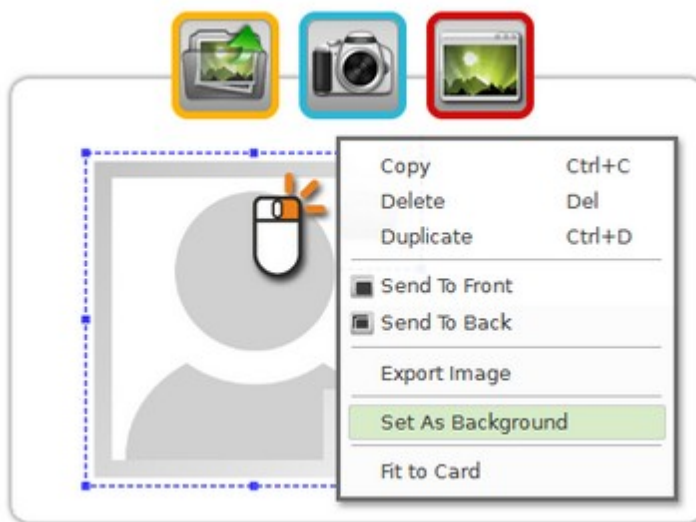 Copy Ctrl+C
Delete Del
Duplicate Ctrl+D
Send To Front
Send To Back
Export Image
Set As Background
Fit to Card